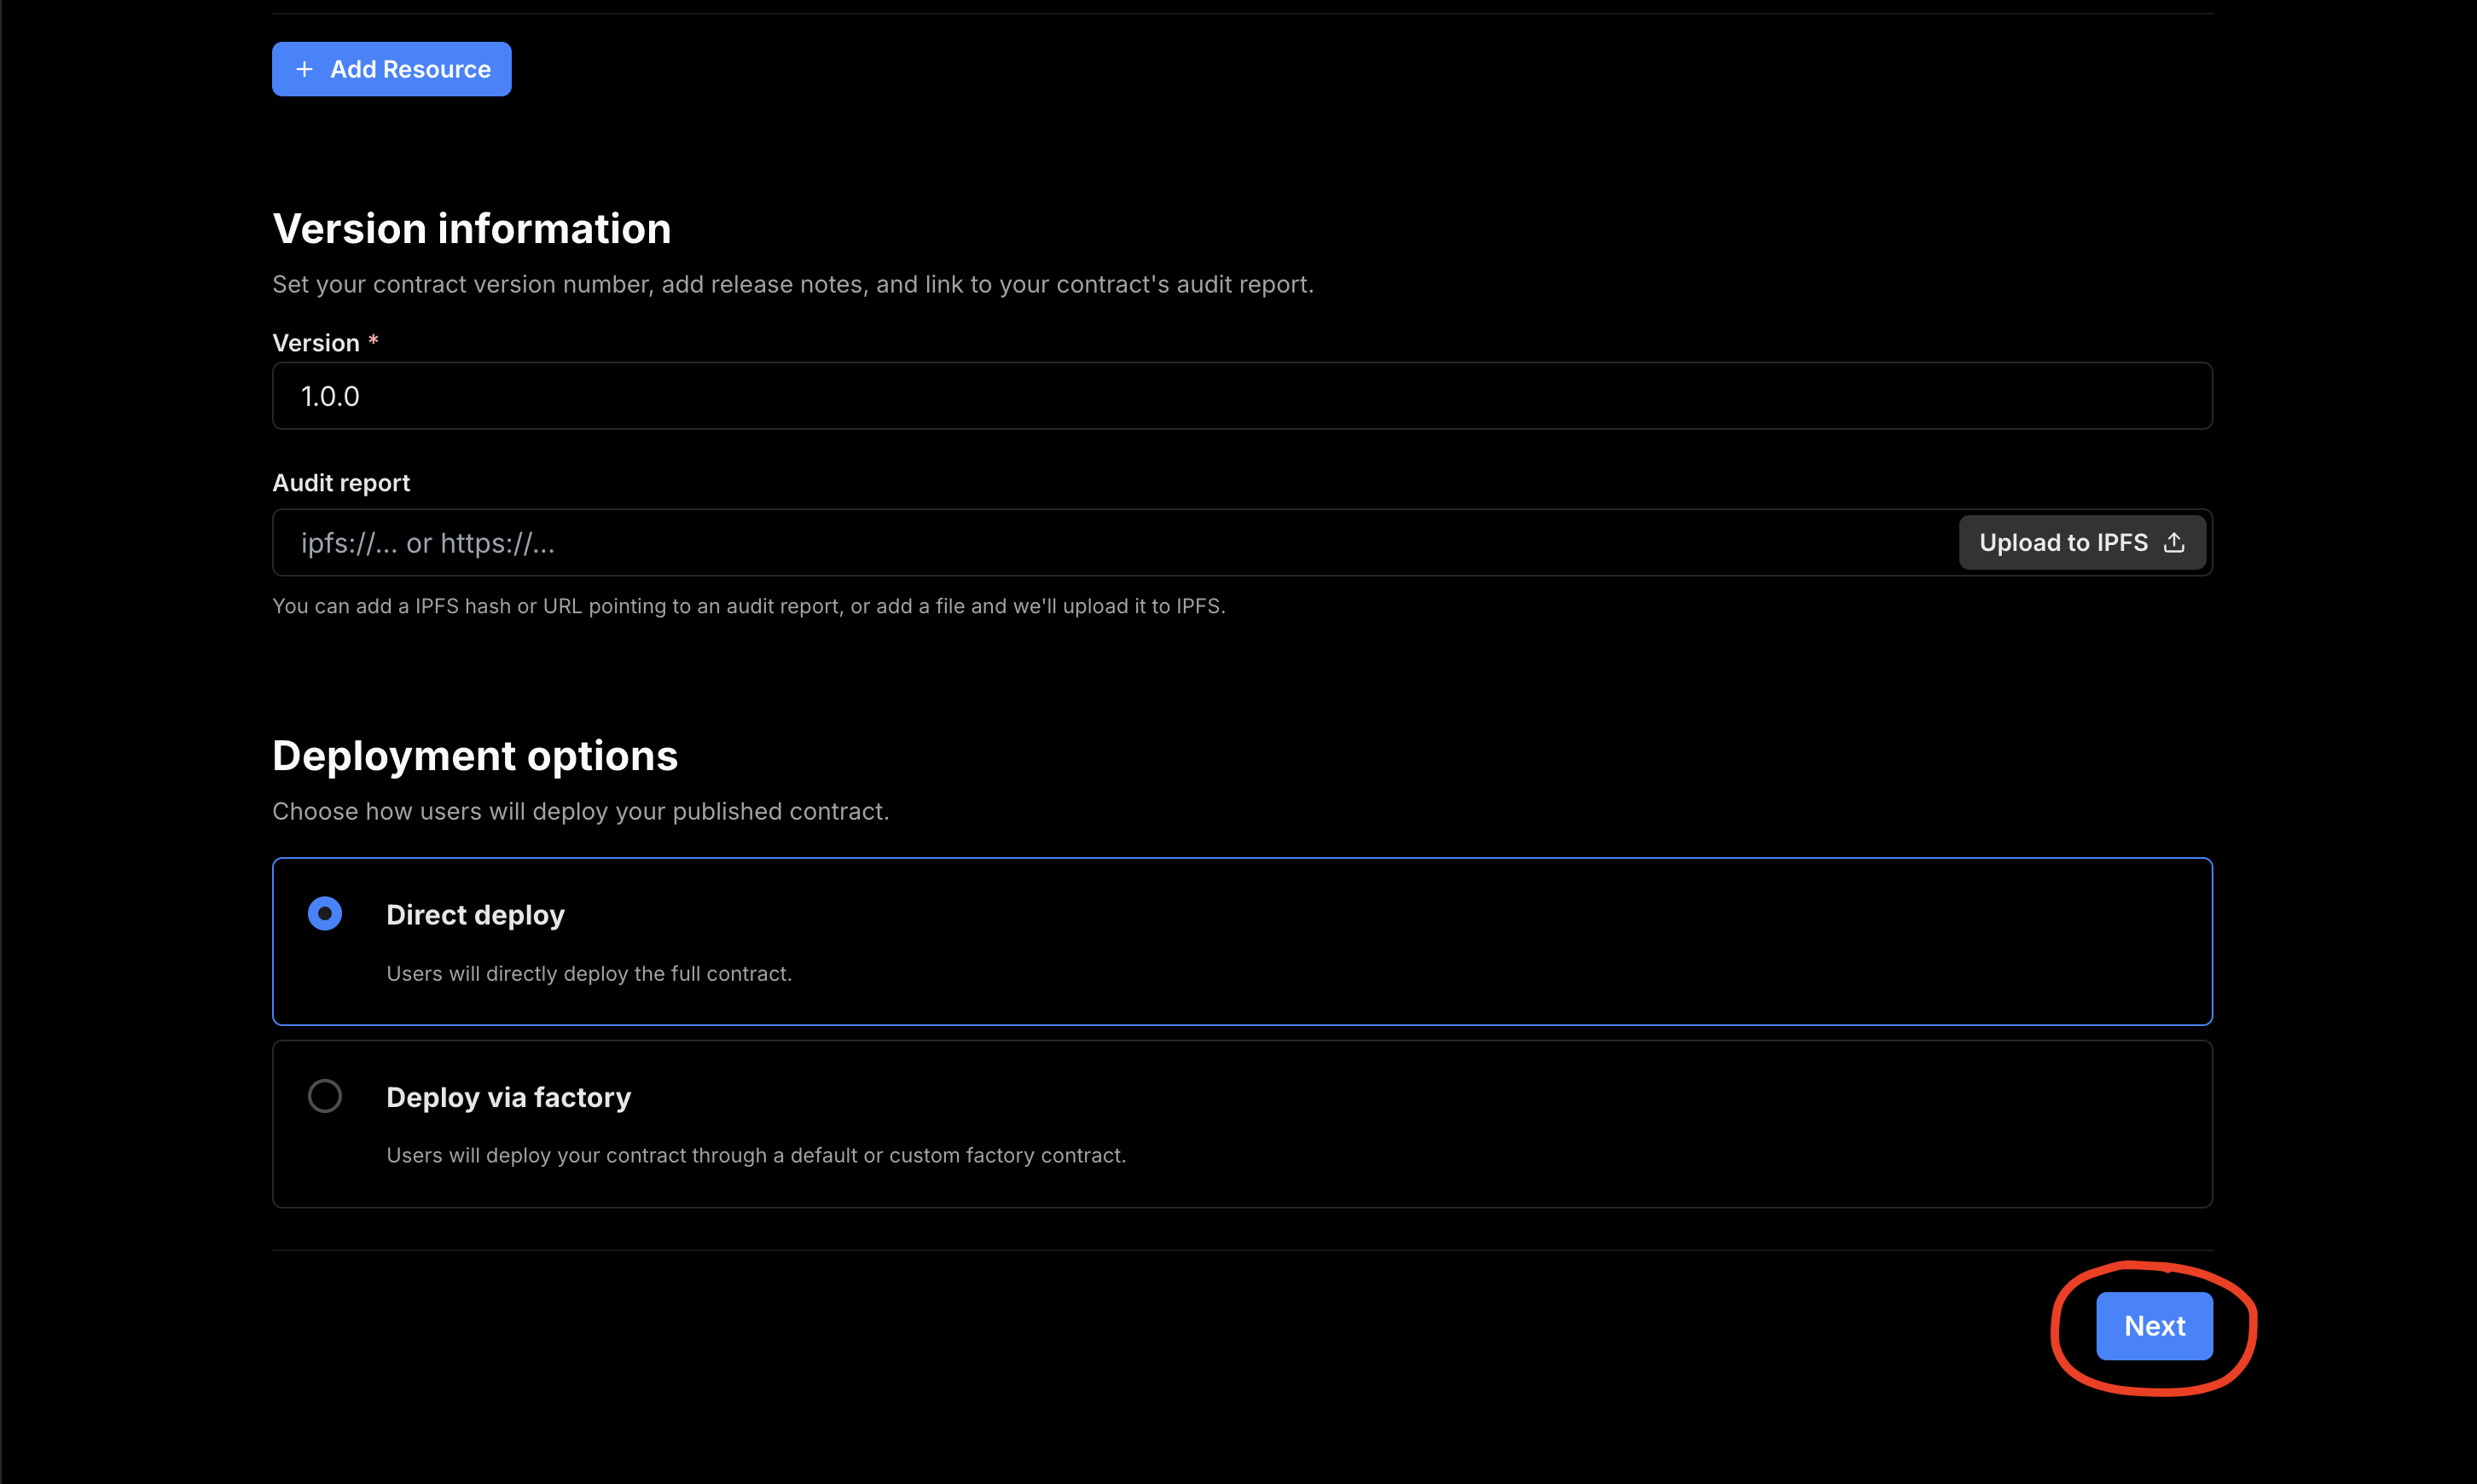 + Add Resource
Version information
Set your contract version number, add release notes, and link to your contract's audit report.
Version *
1.0.0
Audit report
ipfs://... or https://...
Upload to IPFS
You can add a IPFS hash or URL pointing to an audit report, or add a file and we'll upload it to IPFS.
Deployment options
Choose how users will deploy your published contract.
Direct deploy
Users will directly deploy the full contract.
Deploy via factory
Users will deploy your contract through a default or custom factory contract.
Next